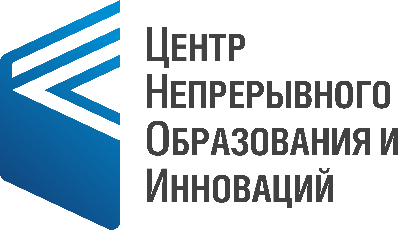 Центр
Непрерывного
Образования и
Инноваций